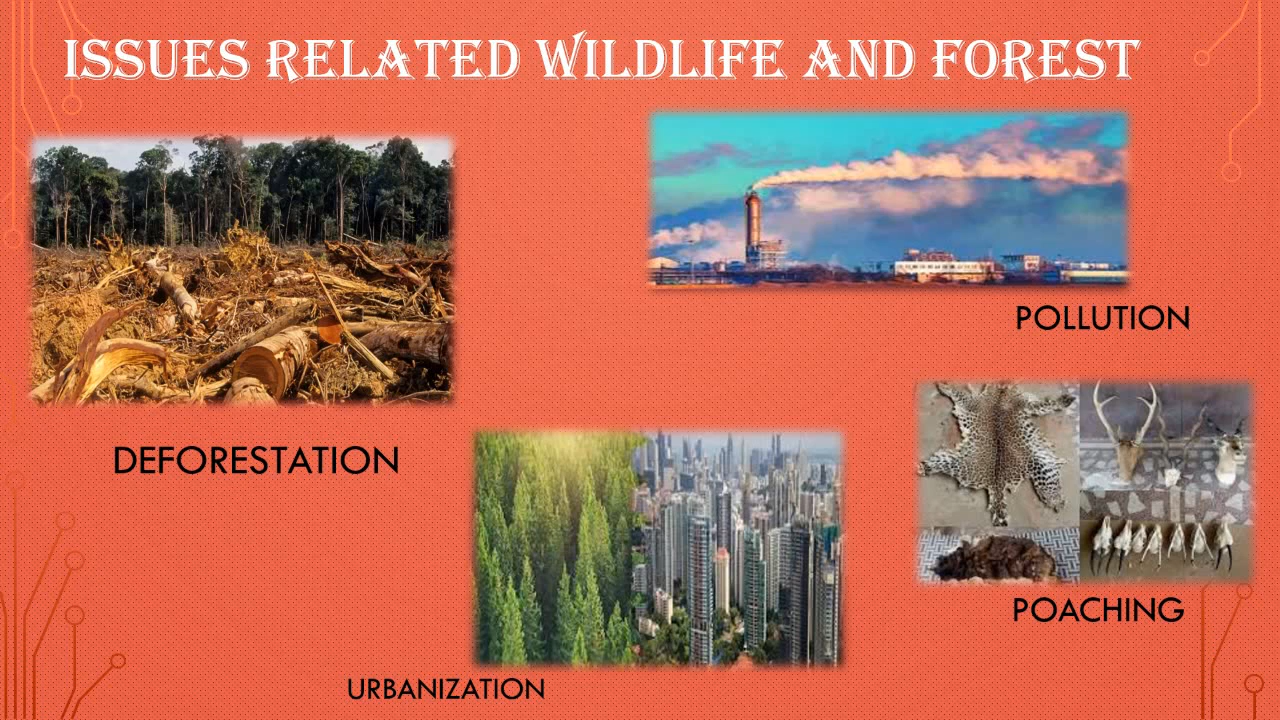 ISSUES RELATED WILDLIFE AND FOREST
POLLUTION
DEFORESTATION
POACHING
URBANIZATION